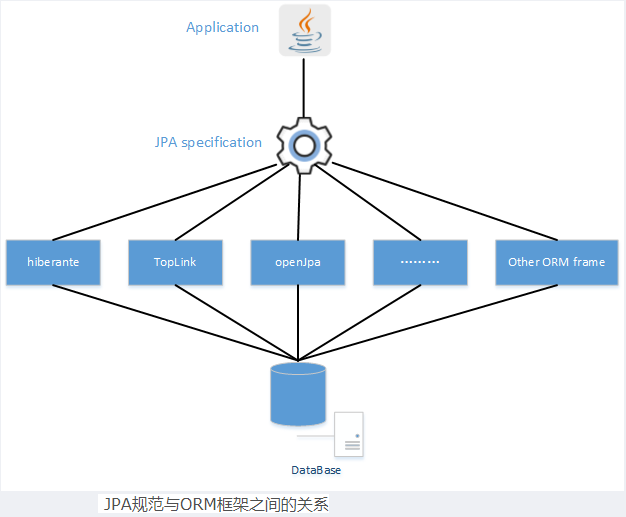 Application
JPA specification
hiberante
TopLink
openJpa
………
Other ORM frame
DataBase
JPA规范与ORM框架之间的关系